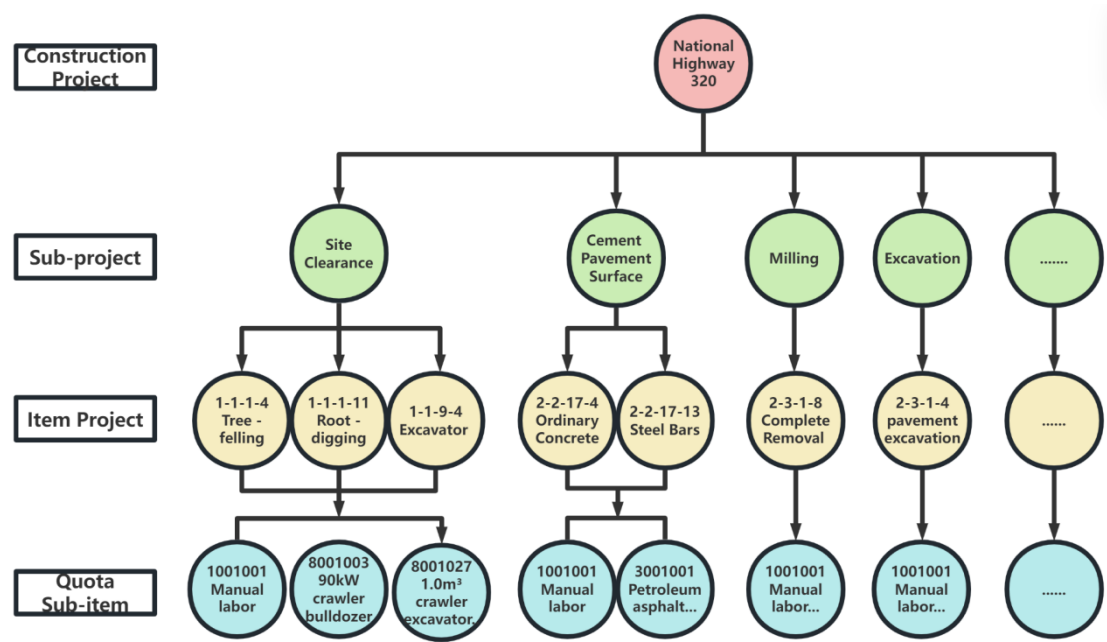 Construction
Project
National
Highway
320
Sub-project
Site
Clearance
Cement
Pavement
Surface
Milling
Excavation
.......
Item Project
1-1-1-4
Tree -
felling
1-1-1-11
Root -
digging
1-1-9-4
Excavator
2-2-17-4
Ordinary
Concrete
2-2-17-13
Steel Bars
2-3-1-8
Complete
Removal
2-3-1-4
pavement
excavation
......
Quota
Sub-item
1001001
Manual
labor
8001003
90kW
crawler
bulldozer
8001027
1.0m³
crawler
excavator..
1001001
Manual
labor
3001001
Petroleum
asphalt...
1001001
Manual
labor...
1001001
Manual
labor...
......